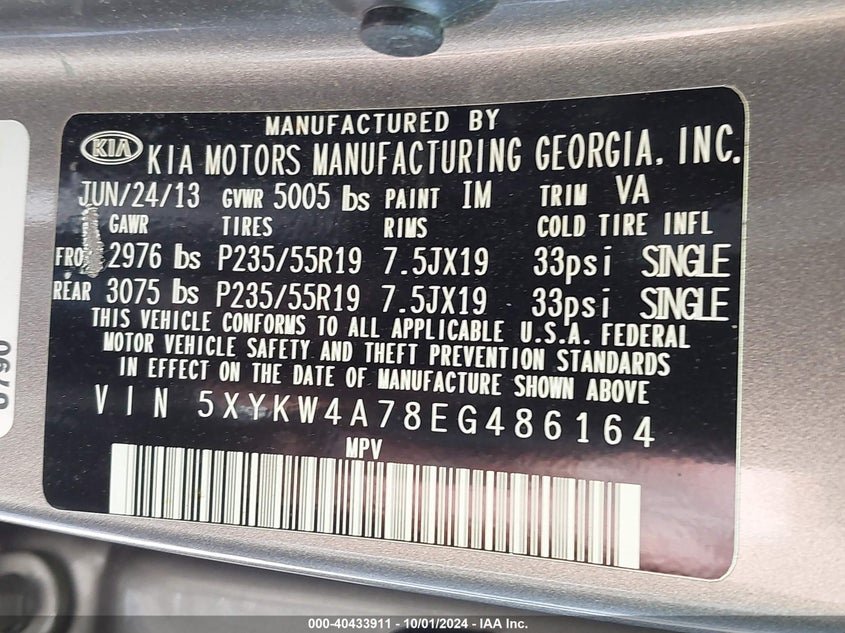 MANUFACTURED BY
KIA KIA MOTORS MANUFACTURING GEORGIA, INC.
JUN/24/13 GVWR 5005 lbs PAINT IM TRIM VA
GAWR TIRES RIMS COLD TIRE INFL
2976 lbs P235/55R19 7.5JX19 33psi SINGLE
REAR 3075 lbs P235/55R19 7.5JX19 33psi SINGLE
THIS VEHICLE CONFORMS TO ALL APPLICABLE U.S.A. FEDERAL
MOTOR VEHICLE SAFETY AND THEFT PREVENTION STANDARDS
IN EFFECT ON THE DATE OF MANUFACTURE SHOWN ABOVE
VIN 5XYKW4A78EG486164
MPV
000-40433911 - 10/01/2024 - IAA Inc.